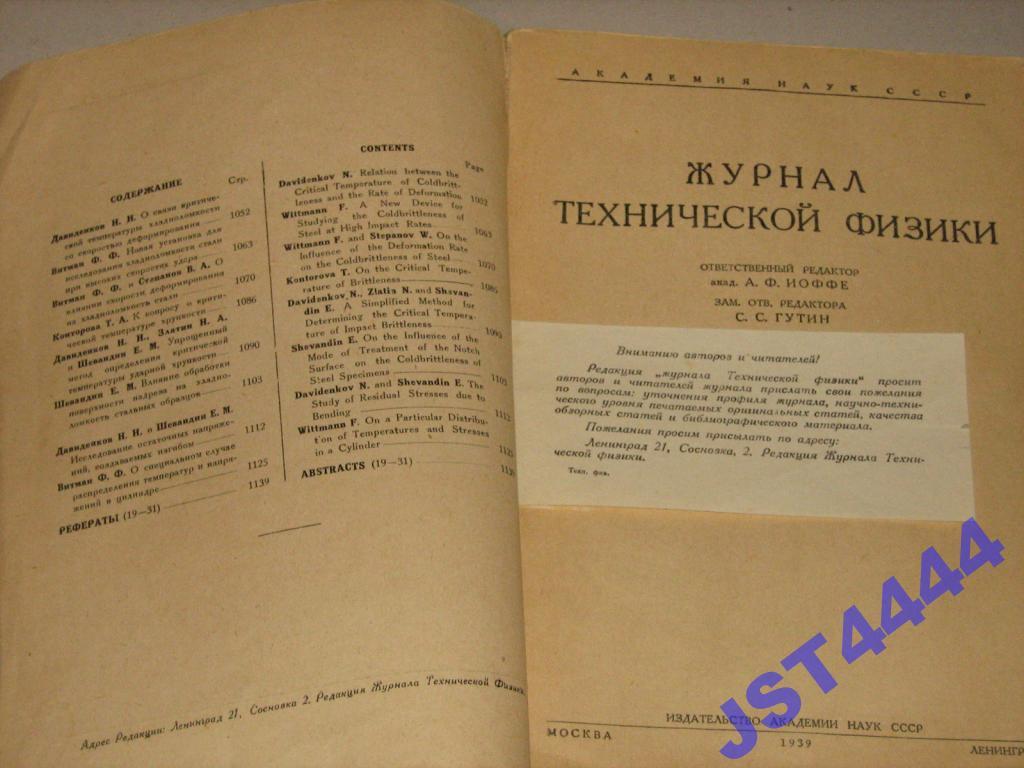 СОДЕРЖАНИЕ
Стр.
Давиденков Н. Н. О связи критиче-
ской температуры хладноломкости
со скоростью деформирования 1052
Витман Ф. Ф. Новая установка для
исследования хладноломкости стали
при высоких скоростях удара 1063
Витман Ф. Ф. и Степанов В. А. О
влиянии скорости деформирования
на хладноломкость стали 1070
Конторова Т. А. К вопросу о крити-
ческой температуре хрупкости 1086
Давиденков Н. Н., Златин Н. А.
и Шевандин Е. М. Упрощенный
метод определения критической
температуры ударной хрупкости 1090
Шевандин Е. М. Влияние обработки
поверхности надреза на хладно-
ломкость стальных образцов 1103
Давиденков Н. Н. и Шевандин Е. М.
Исследование остаточных напряже-
ний, создаваемых изгибом 1112
Витман Ф. Ф. О специальном случае
распределения температур и напря-
жений в цилиндре 1125
РЕФЕРАТЫ (19—31) 1139
CONTENTS
Page
Davidenkov N. Relation between the
Critical Temperature of Coldbritt-
leness and the Rate of Deformation 1052
Wittmann F. A New Device for
Studying the Coldbrittleness of
Steel at High Impact Rates 1063
Wittmann F. and Stepanov W. On the
Influence of the Deformation Rate
on the Coldbrittleness of Steel 1070
Kontorova T. On the Critical Tempe-
rature of Brittleness 1086
Davidenkov N., Zlatin N. and Shevan-
din E. A Simplified Method for
Determining the Critical Tempera-
ture of Impact Brittleness 1090
Shevandin E. On the Influence of the
Mode of Treatment of the Notch
Surface on the Coldbrittleness of
Steel Specimens 1103
Davidenkov N. and Shevandin E. The
Study of Residual Stresses due to
Bending 1112
Wittmann F. On a Particular Distribu-
tion of Temperatures and Stresses
in a Cylinder 1125
ABSTRACTS (19—31) 1139
Адрес Редакции: Ленинград 21, Сосновка 2. Редакция Журнала Технической Физики.
АКАДЕМИЯ НАУК СССР
ЖУРНАЛ
ТЕХНИЧЕСКОЙ ФИЗИКИ
ОТВЕТСТВЕННЫЙ РЕДАКТОР
акад. А. Ф. ИОФФЕ
ЗАМ. ОТВ. РЕДАКТОРА
С. С. ГУТИН
Вниманию авторов и читателей!
Редакция „журнала Технической физики" просит
авторов и читателей журнала прислать свои пожелания
по вопросам: уточнения профиля журнала, научно-техни-
ческого уровня печатаемых оригинальных статей, качества
обзорных статей и библиографического материала.
Пожелания просим присылать по адресу:
Ленинград 21, Сосновка, 2. Редакция Журнала Техни-
ческой физики.
Техн. физ.
ИЗДАТЕЛЬСТВО АКАДЕМИИ НАУК СССР
МОСКВА 1939 ЛЕНИНГР
JST4444